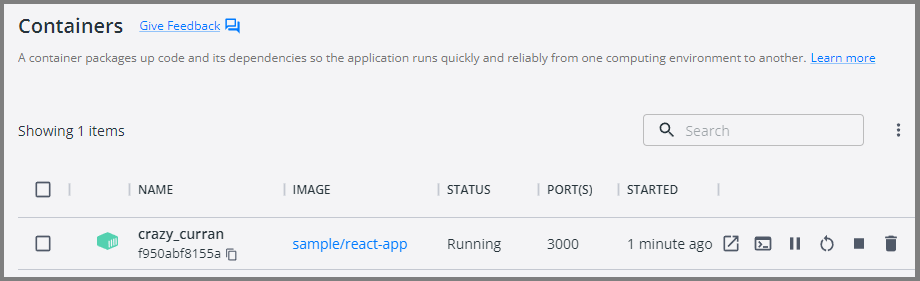 Containers Give Feedback
A container packages up code and its dependencies so the application runs quickly and reliably from one computing environment to another. Learn more
Showing 1 items Search
NAME IMAGE STATUS PORT(S) STARTED
crazy_curran
f950abf8155a sample/react-app Running 3000 1 minute ago